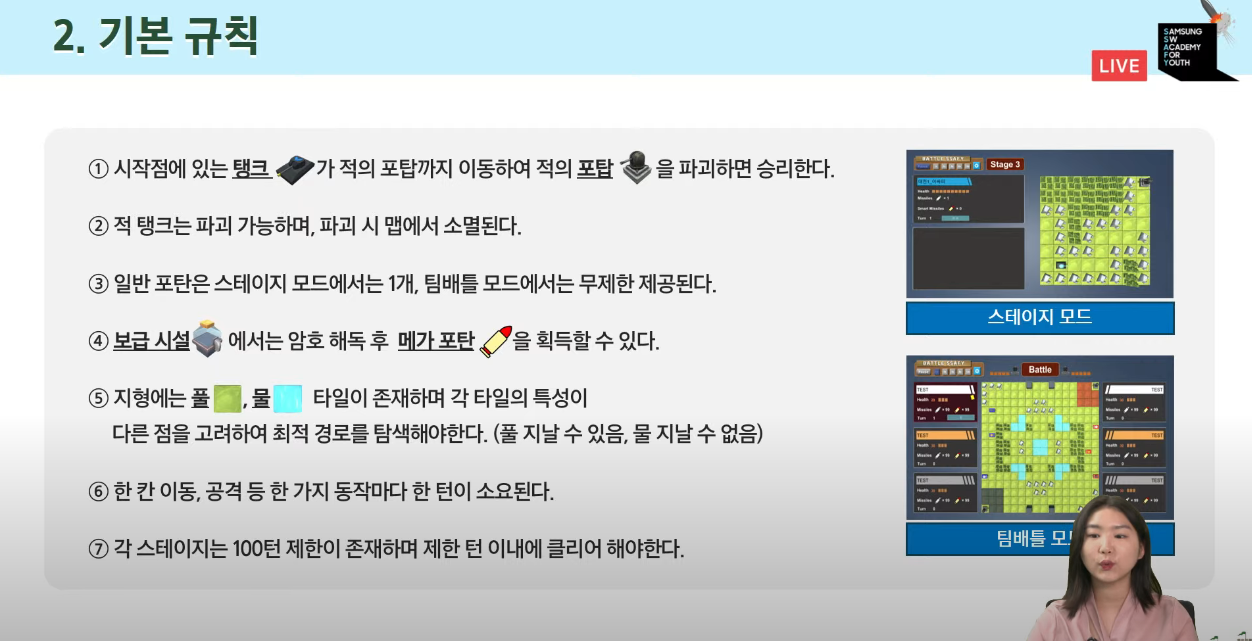 2. 기본 규칙
LIVE
SAMSUNG
SW
ACADEMY
FOR
YOUTH
① 시작점에 있는 탱크 가 적의 포탑까지 이동하여 적의 포탑 을 파괴하면 승리한다.
② 적 탱크는 파괴 가능하며, 파괴 시 맵에서 소멸된다.
③ 일반 포탄은 스테이지 모드에서는 1개, 팀배틀 모드에서는 무제한 제공된다.
④ 보급 시설 에서는 암호 해독 후 메가 포탄 을 획득할 수 있다.
⑤ 지형에는 풀 , 물 타일이 존재하며 각 타일의 특성이
다른 점을 고려하여 최적 경로를 탐색해야한다. (풀 지날 수 있음, 물 지날 수 없음)
⑥ 한 칸 이동, 공격 등 한 가지 동작마다 한 턴이 소요된다.
⑦ 각 스테이지는 100턴 제한이 존재하며 제한 턴 이내에 클리어 해야한다.
Stage 3
스테이지 모드
Battle
TEST
TEST
TEST
TEST
TEST
TEST
팀배틀